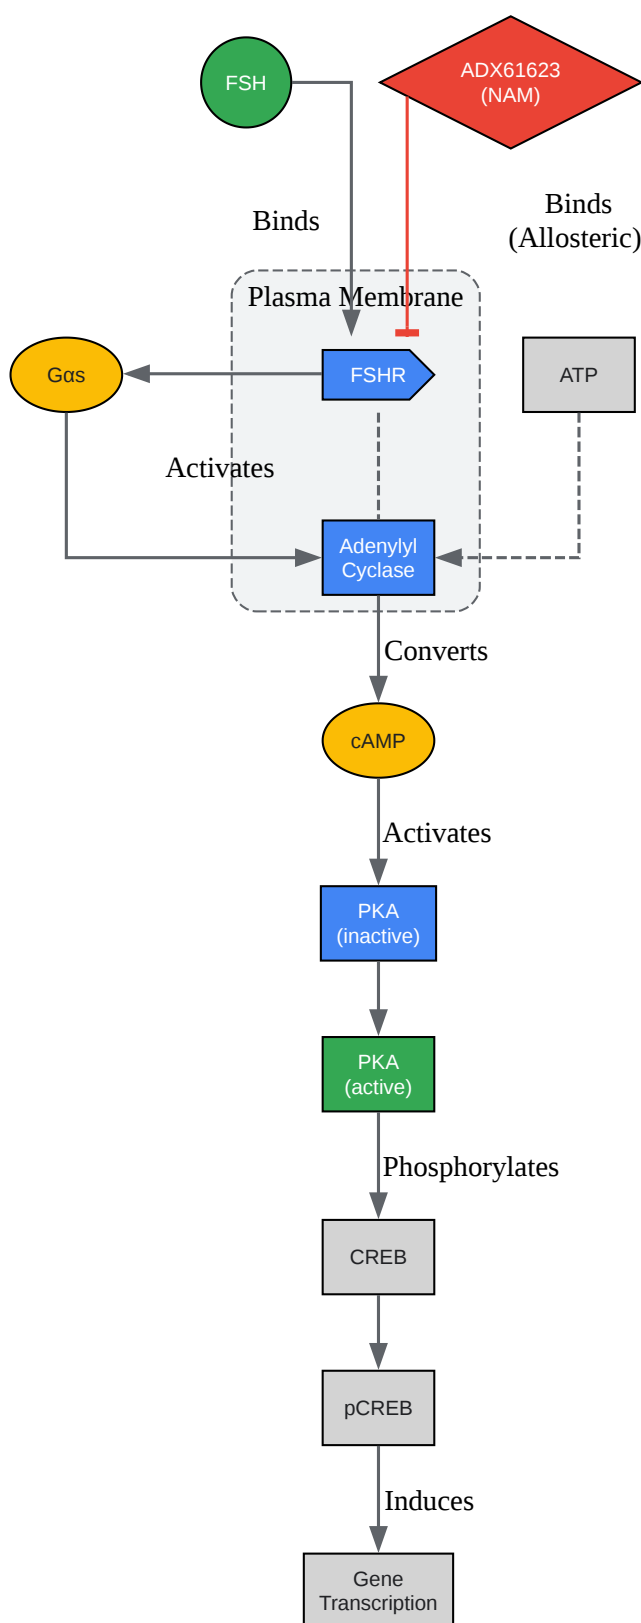 FSH
ADX61623
(NAM)
Binds
Binds
(Allosteric)
Plasma Membrane
Gαs
FSHR
ATP
Activates
Adenylyl
Cyclase
Converts
cAMP
Activates
PKA
(inactive)
PKA
(active)
Phosphorylates
CREB
pCREB
Induces
Gene
Transcription